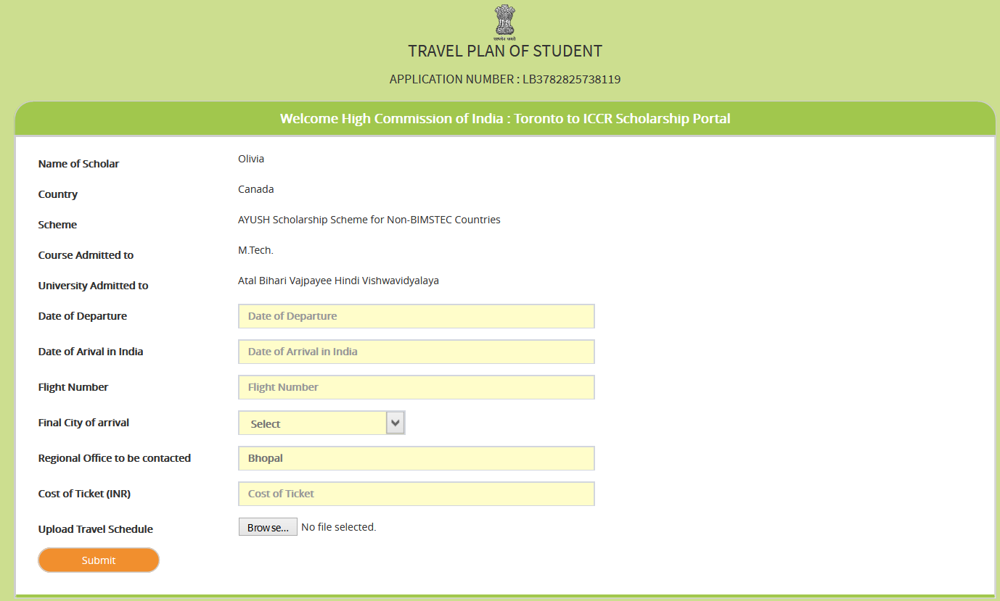 सत्यमेव जयते
TRAVEL PLAN OF STUDENT
APPLICATION NUMBER : LB3782825738119
Welcome High Commission of India : Toronto to ICCR Scholarship Portal
Name of Scholar Olivia
Country Canada
Scheme AYUSH Scholarship Scheme for Non-BIMSTEC Countries
Course Admitted to M.Tech.
University Admitted to Atal Bihari Vajpayee Hindi Vishwavidyalaya
Date of Departure Date of Departure
Date of Arival in India Date of Arrival in India
Flight Number Flight Number
Final City of arrival Select
Regional Office to be contacted Bhopal
Cost of Ticket (INR) Cost of Ticket
Upload Travel Schedule Browse... No file selected.
Submit